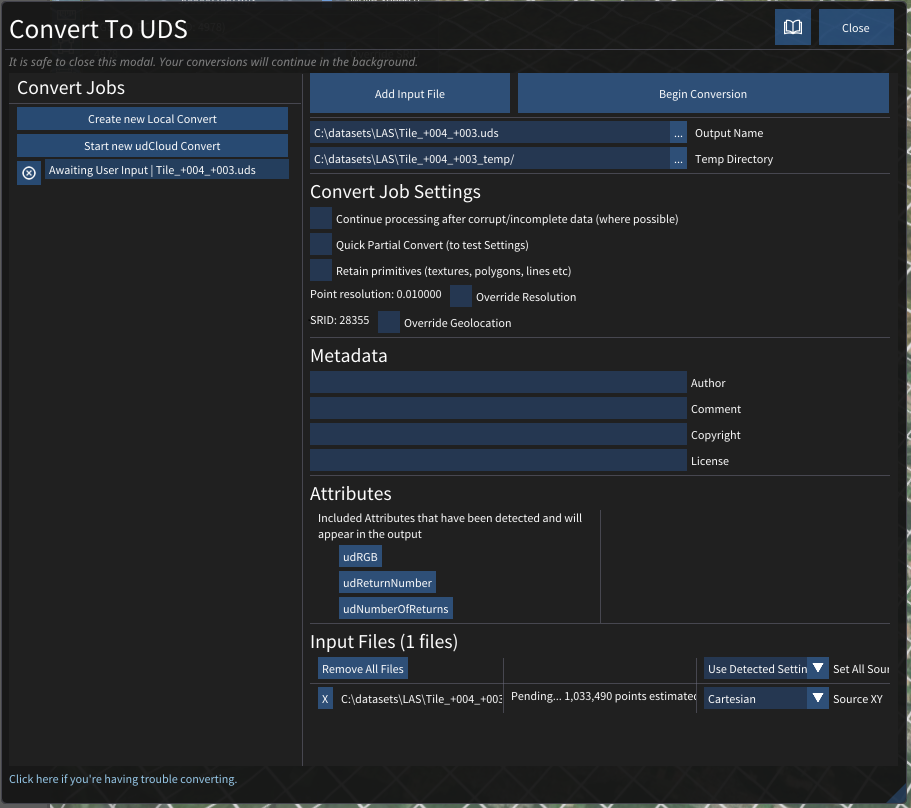 Convert To UDS
Close
It is safe to close this modal. Your conversions will continue in the background.
Convert Jobs
Create new Local Convert
Start new udCloud Convert
Awaiting User Input | Tile_+004_+003.uds
Add Input File
Begin Conversion
C:\datasets\LAS\Tile_+004_+003.uds
...
Output Name
C:\datasets\LAS\Tile_+004_+003_temp/
...
Temp Directory
Convert Job Settings
Continue processing after corrupt/incomplete data (where possible)
Quick Partial Convert (to test Settings)
Retain primitives (textures, polygons, lines etc)
Point resolution: 0.010000
Override Resolution
SRID: 28355
Override Geolocation
Metadata
Author
Comment
Copyright
License
Attributes
Included Attributes that have been detected and will
appear in the output
udRGB
udReturnNumber
udNumberOfReturns
Input Files (1 files)
Remove All Files
Use Detected Settin
Set All Sour
X
C:\datasets\LAS\Tile_+004_+003
Pending... 1,033,490 points estimated
Cartesian
Source XY
Click here if you're having trouble converting.